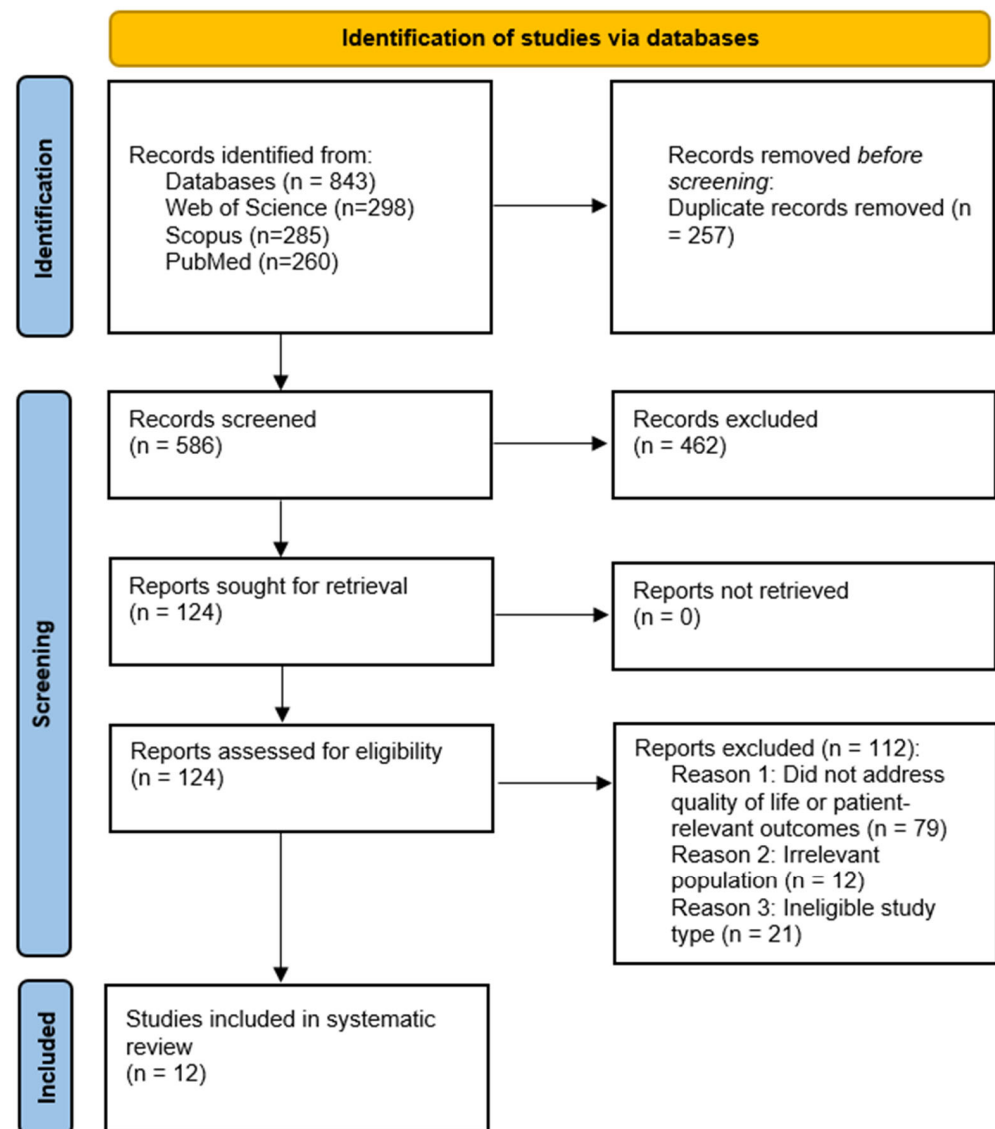 Identification of studies via databases
Identification
Records identified from:
Databases (n = 843)
Web of Science (n=298)
Scopus (n=285)
PubMed (n=260)
Records removed before
screening:
Duplicate records removed (n
= 257)
Screening
Records screened
(n = 586)
Records excluded
(n = 462)
Reports sought for retrieval
(n = 124)
Reports not retrieved
(n = 0)
Reports assessed for eligibility
(n = 124)
Reports excluded (n = 112):
Reason 1: Did not address
quality of life or patient-
relevant outcomes (n = 79)
Reason 2: Irrelevant
population (n = 12)
Reason 3: Ineligible study
type (n = 21)
Included
Studies included in systematic
review
(n = 12)